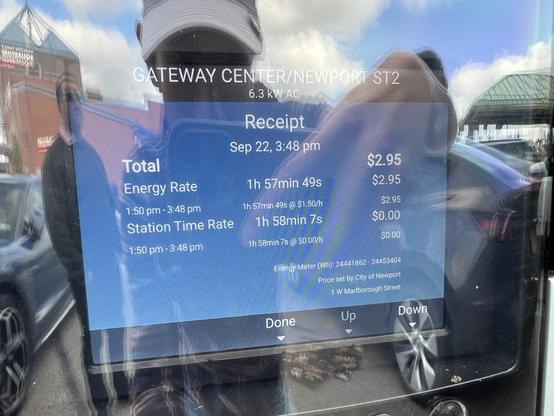 GATEWAY CENTER/NEWPORT ST2
6.3 kW AC
Receipt
Sep 22, 3:48 pm
Total $2.95
Energy Rate 1h 57min 49s $2.95
1:50 pm - 3:48 pm 1h 57min 49s @ $1.50/h $2.95
Station Time Rate 1h 58min 7s $0.00
1:50 pm - 3:48 pm 1h 58min 7s @ $0.00/h $0.00
Energy Meter (Wh): 24441862 - 24453404
Price set by City of Newport
1 W Marlborough Street
Done Up Down